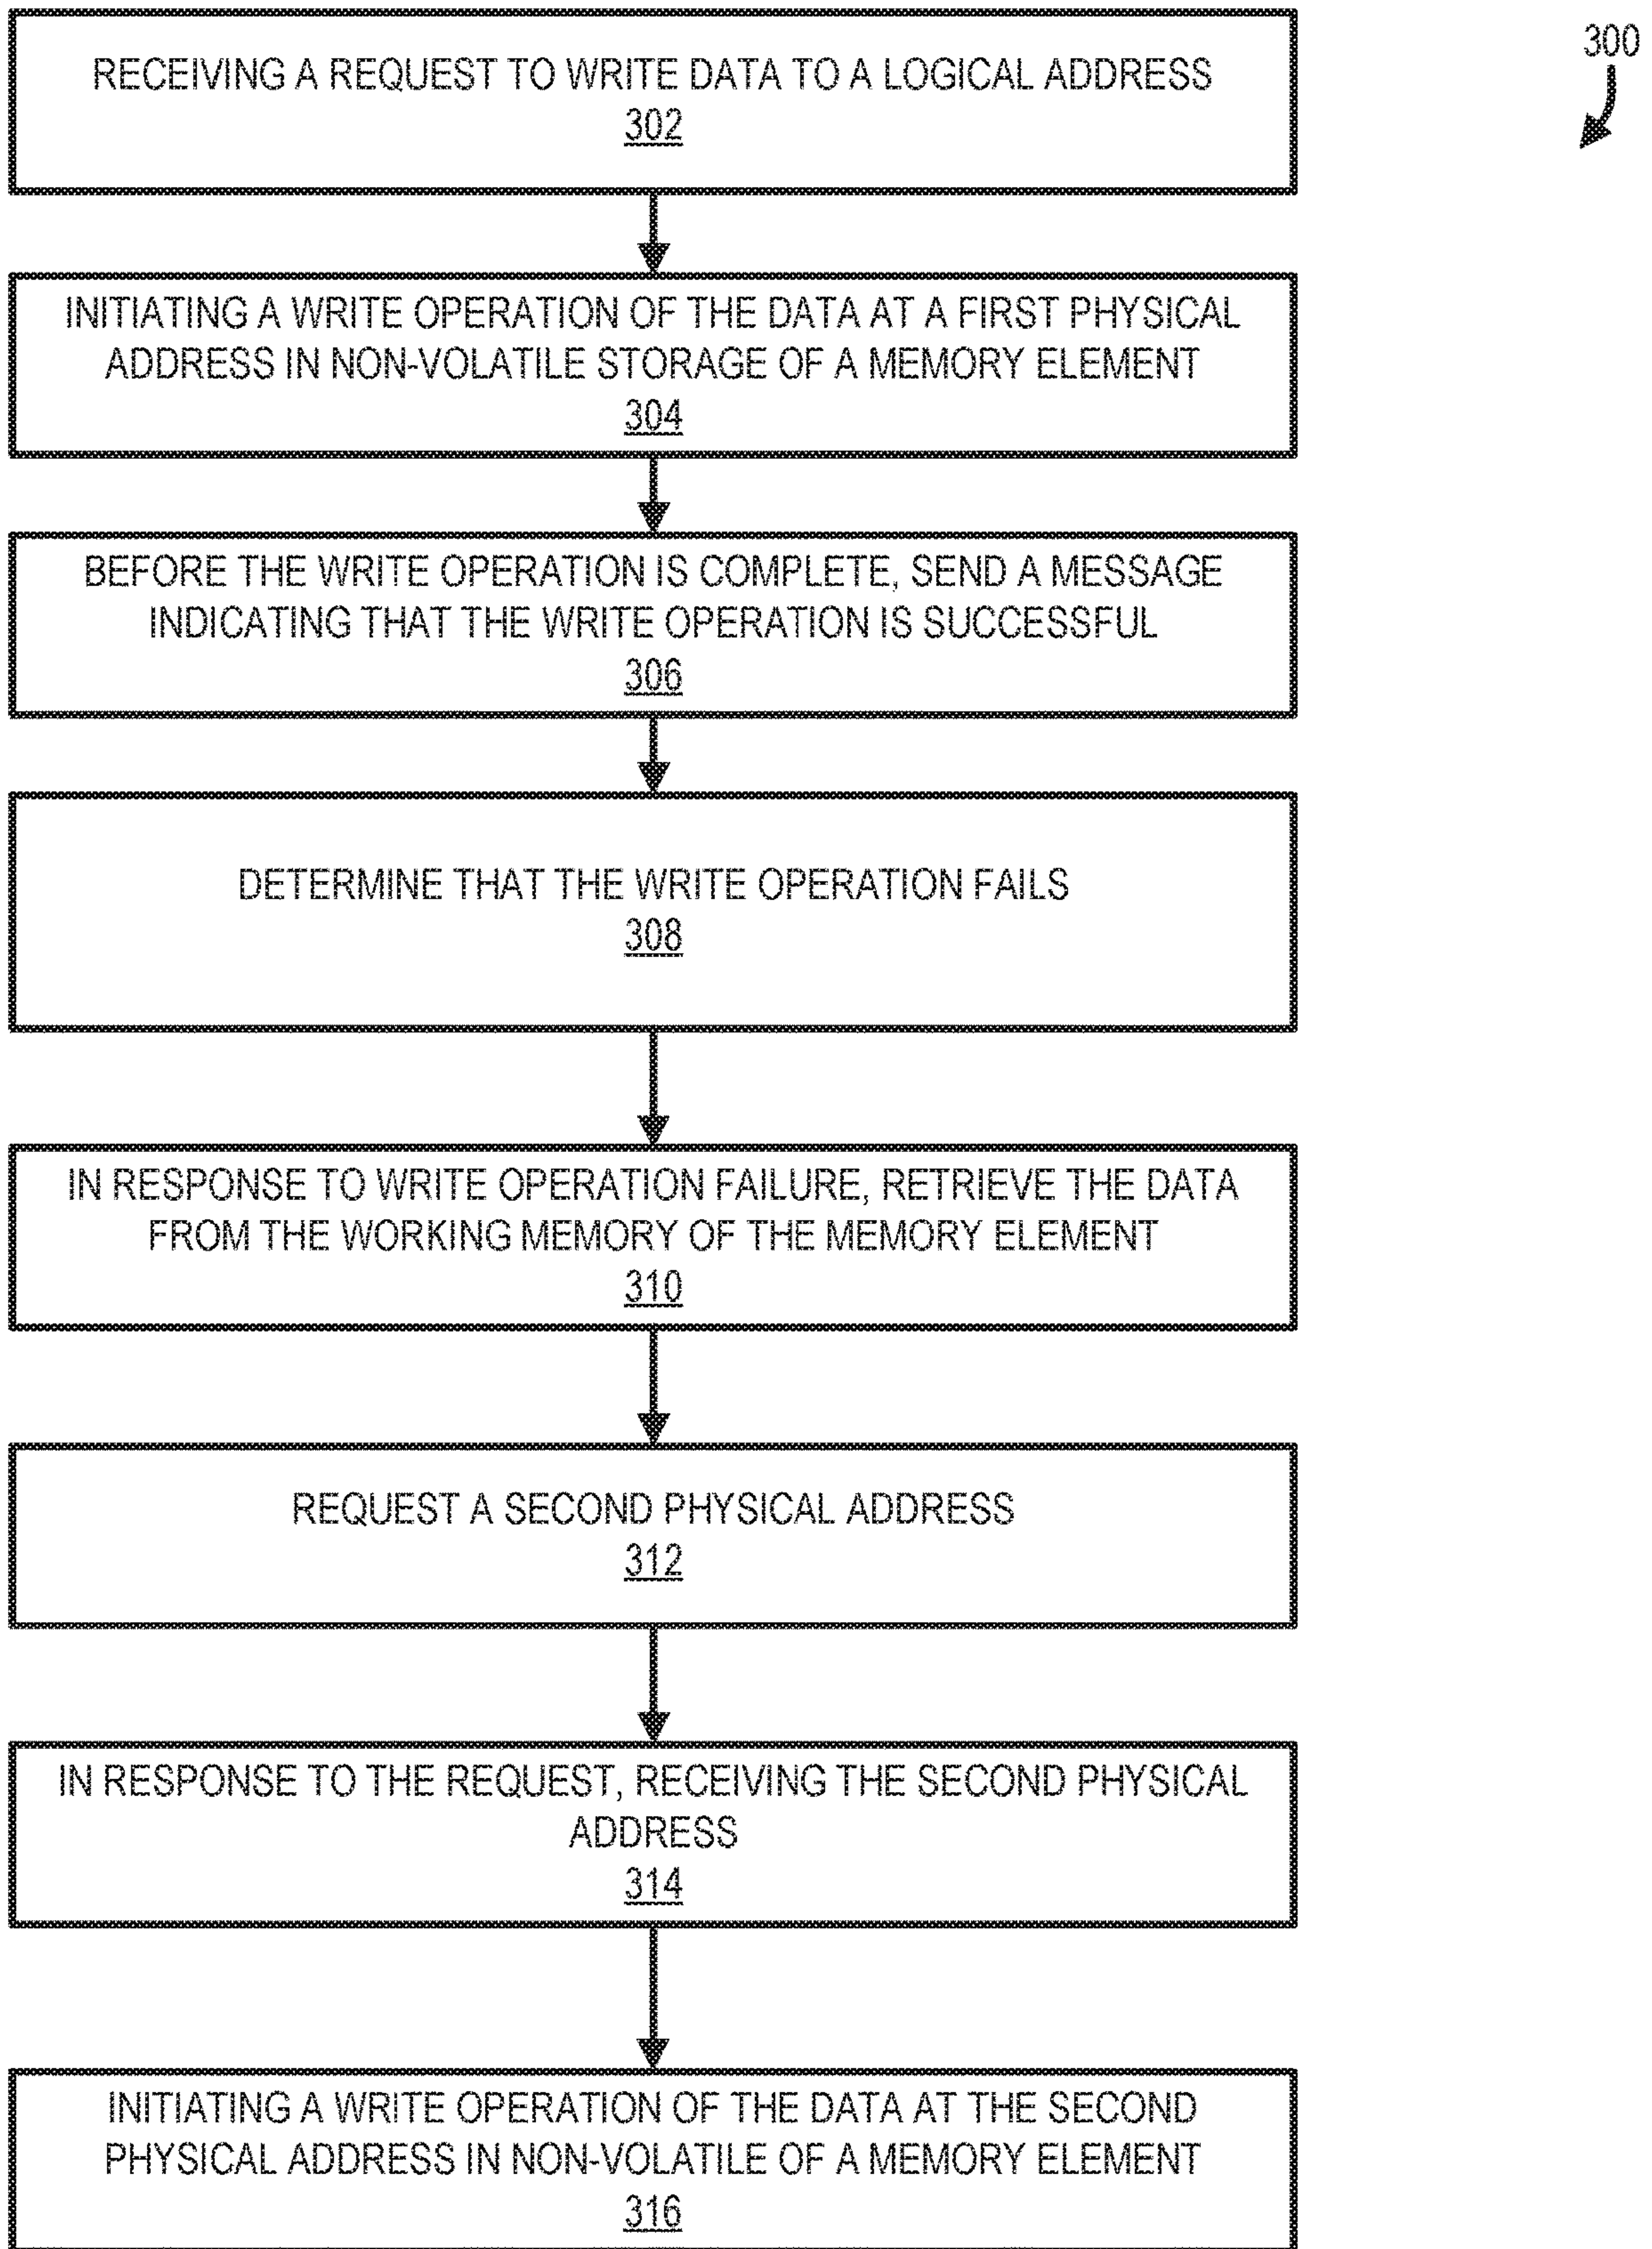 300
RECEIVING A REQUEST TO WRITE DATA TO A LOGICAL ADDRESS
302
INITIATING A WRITE OPERATION OF THE DATA AT A FIRST PHYSICAL
ADDRESS IN NON-VOLATILE STORAGE OF A MEMORY ELEMENT
304
BEFORE THE WRITE OPERATION IS COMPLETE, SEND A MESSAGE
INDICATING THAT THE WRITE OPERATION IS SUCCESSFUL
306
DETERMINE THAT THE WRITE OPERATION FAILS
308
IN RESPONSE TO WRITE OPERATION FAILURE, RETRIEVE THE DATA
FROM THE WORKING MEMORY OF THE MEMORY ELEMENT
310
REQUEST A SECOND PHYSICAL ADDRESS
312
IN RESPONSE TO THE REQUEST, RECEIVING THE SECOND PHYSICAL
ADDRESS
314
INITIATING A WRITE OPERATION OF THE DATA AT THE SECOND
PHYSICAL ADDRESS IN NON-VOLATILE OF A MEMORY ELEMENT
316